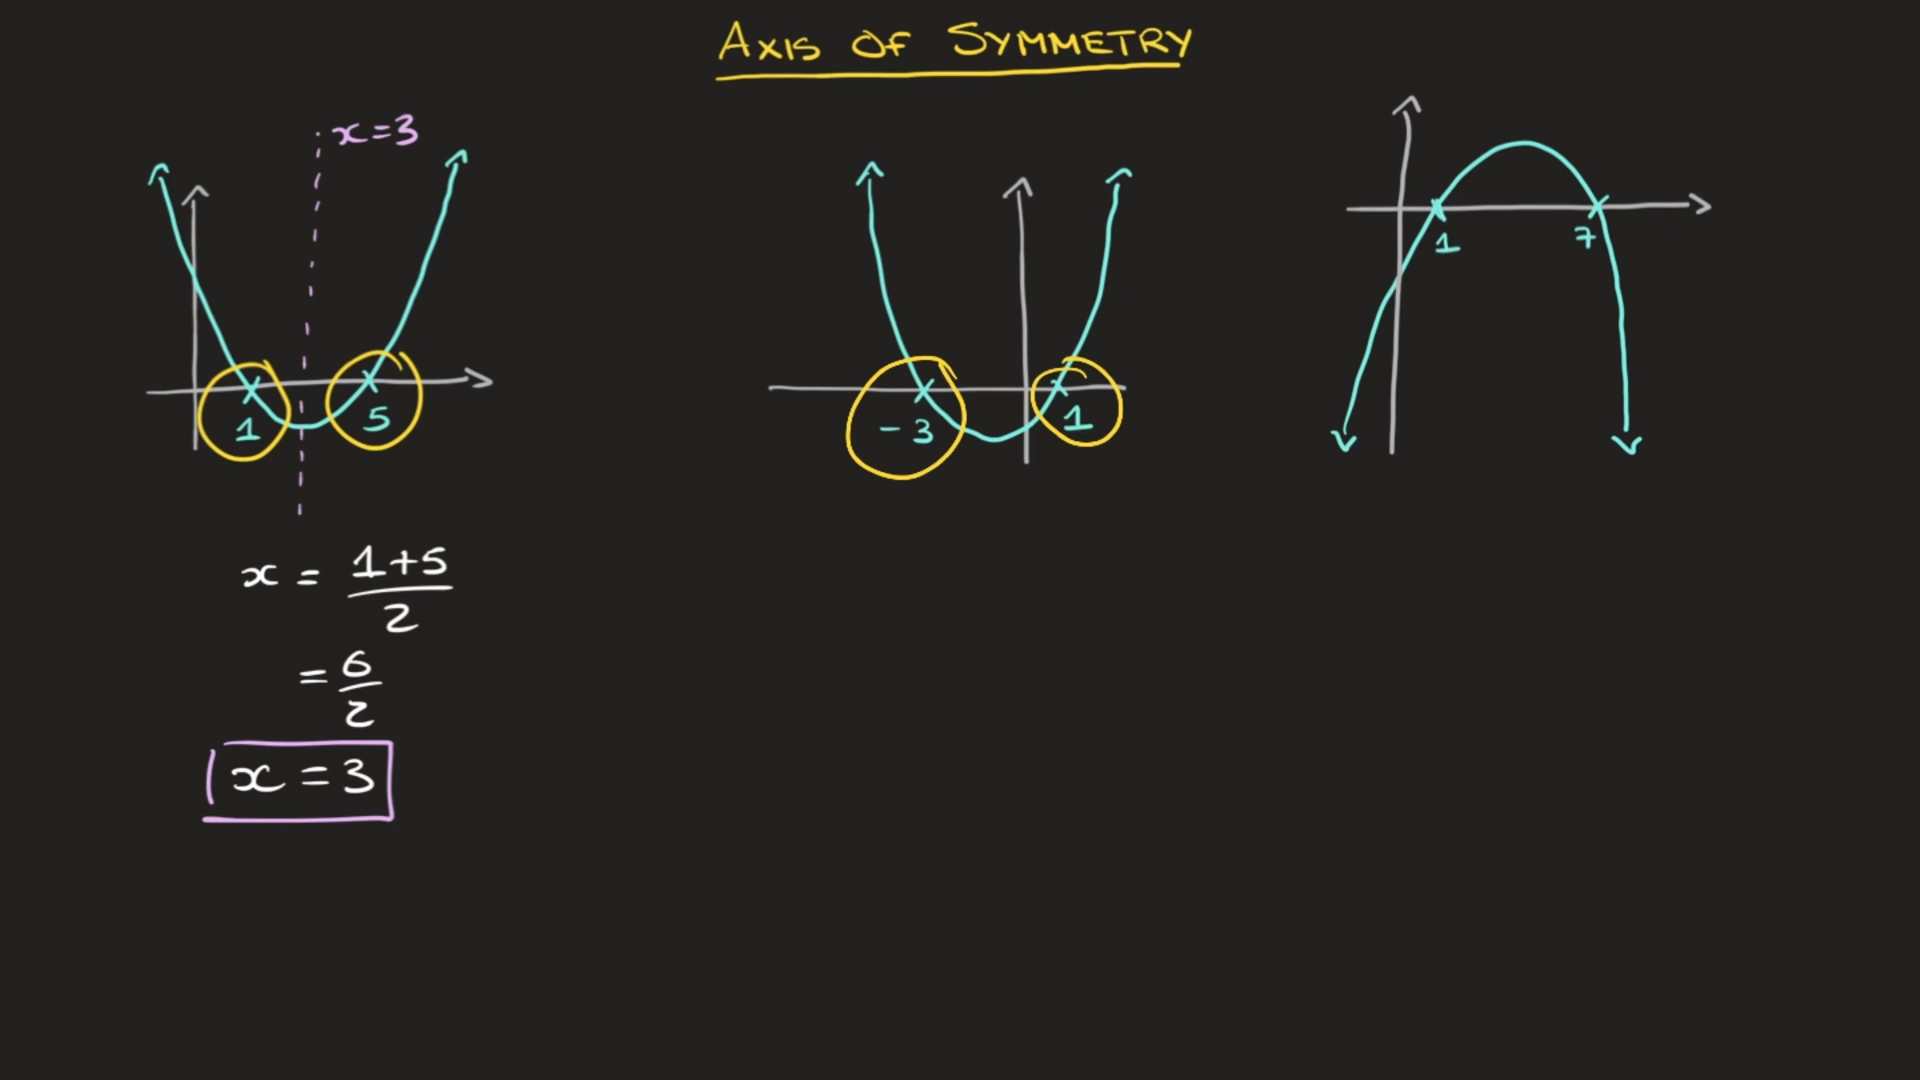 AXIS OF SYMMETRY
x=3
1
5
-3
1
1
7
x = 1+5
2
= 6
2
x = 3